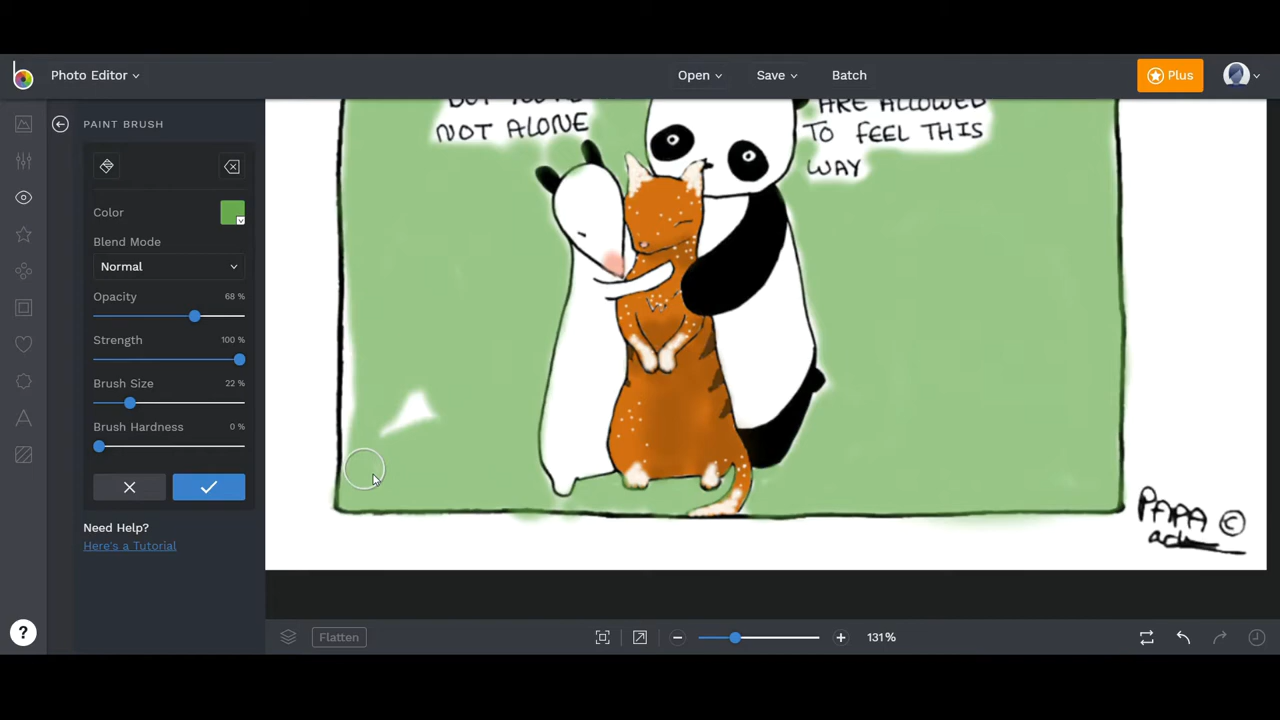 Photo Editor
Open
Save
Batch
Plus
PAINT BRUSH
Color
Blend Mode
Normal
Opacity
68 %
Strength
100 %
Brush Size
22 %
Brush Hardness
0 %
Need Help?
Here's a Tutorial
NOT ALONE
ARE ALLOWED
TO FEEL THIS
WAY
PAPA ©
?
Flatten
131 %